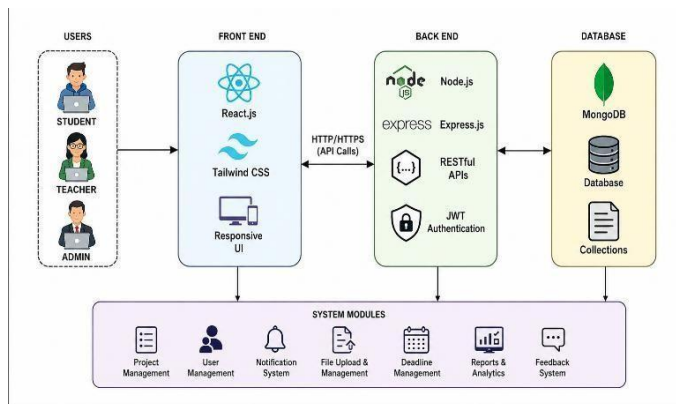 USERS
STUDENT
TEACHER
ADMIN
FRONT END
React.js
Tailwind CSS
Responsive
UI
HTTP/HTTPS
(API Calls)
BACK END
node
JS
Node.js
express
Express.js
{...}
RESTful
APIs
JWT
Authentication
DATABASE
MongoDB
Database
Collections
SYSTEM MODULES
Project
Management
User
Management
Notification
System
File Upload &
Management
Deadline
Management
Reports &
Analytics
Feedback
System